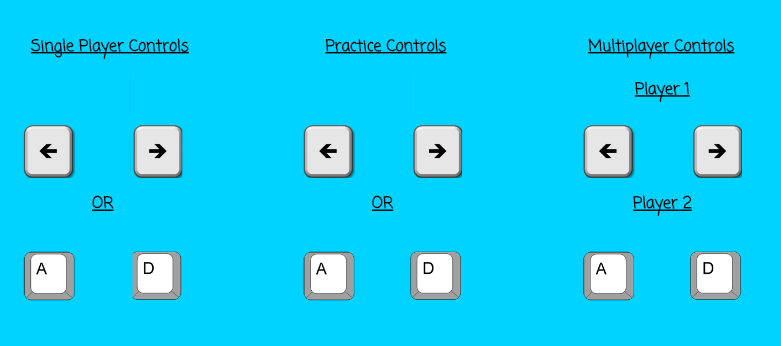 Single Player Controls
Practice Controls
Multiplayer Controls
Player 1
← →
← →
← →
OR
OR
Player 2
A D
A D
A D